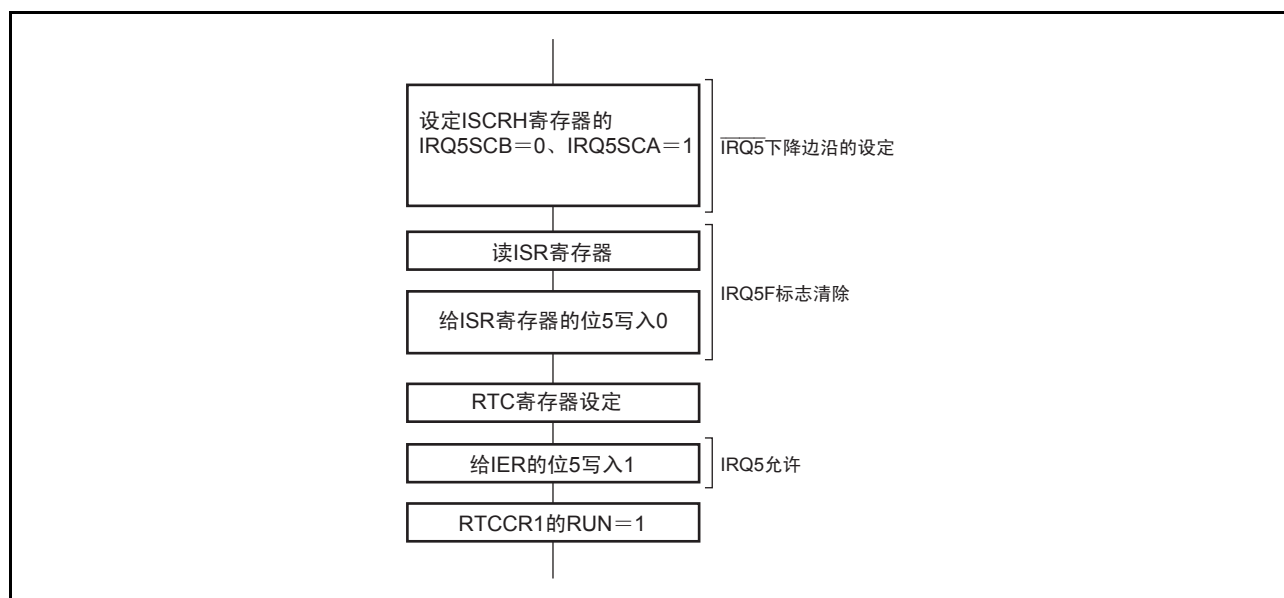 设定ISCRH寄存器的
IRQ5SCB＝0、IRQ5SCA＝1
IRQ5下降边沿的设定
读ISR寄存器
IRQ5F标志清除
给ISR寄存器的位5写入0
RTC寄存器设定
给IER的位5写入1
IRQ5允许
RTCCR1的RUN＝1